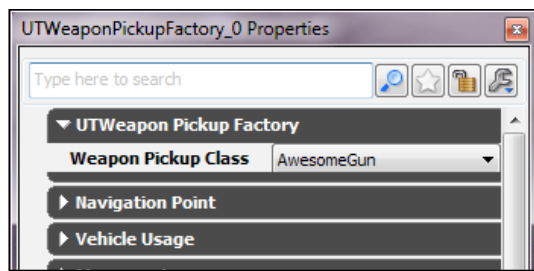 UTWeaponPickupFactory_0 Properties
Type here to search
UTWeapon Pickup Factory
Weapon Pickup Class AwesomeGun
Navigation Point
Vehicle Usage